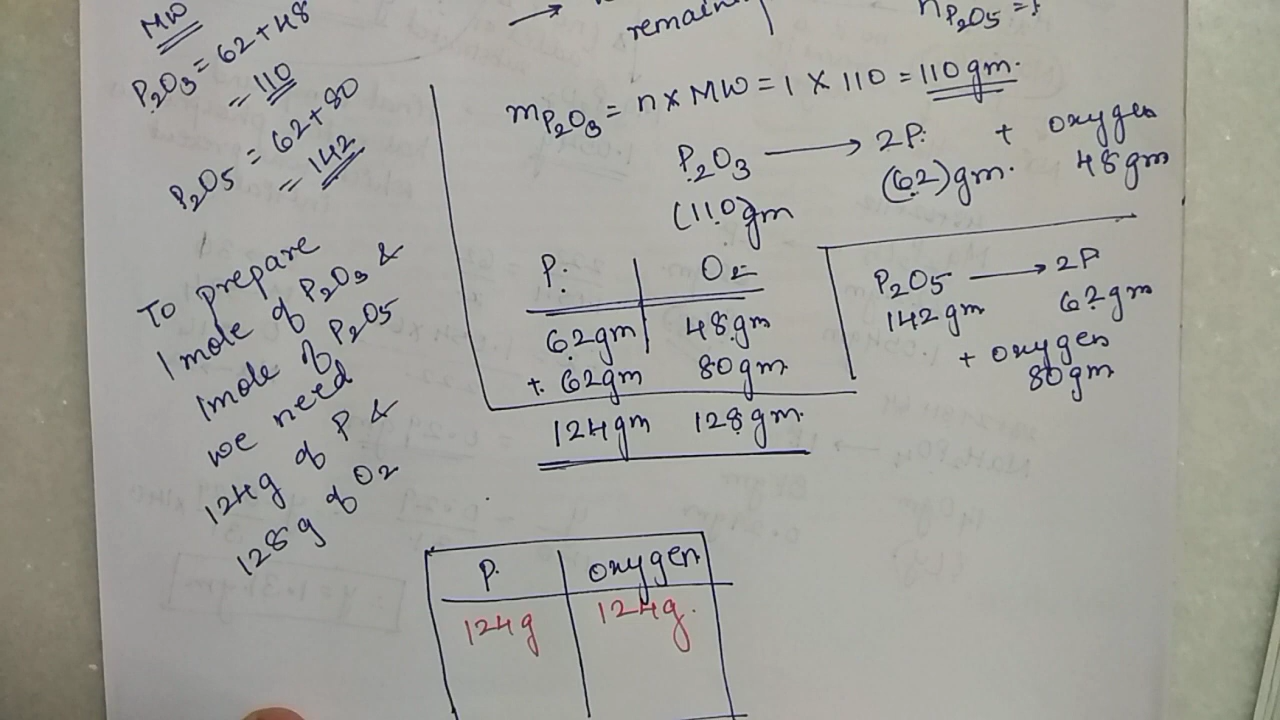 MW
P2O3 = 62+48
= 110
P2O5 = 62+80
= 142
To prepare
1 mole of P2O3 &
1 mole of P2O5
we need
124g of P &
128g of O2
→
nP2O5 =
mP2O3 = n x MW = 1 X 110 = 110 gm.
P2O3 → 2P. + oxygen
(110)gm (62)gm. 48gm
P. | O2
62gm | 48gm
+ 62gm 80gm
124gm 128gm.
P2O5 → 2P
142gm 62gm
+ oxygen
80gm
P. | oxygen
124g | 124g.